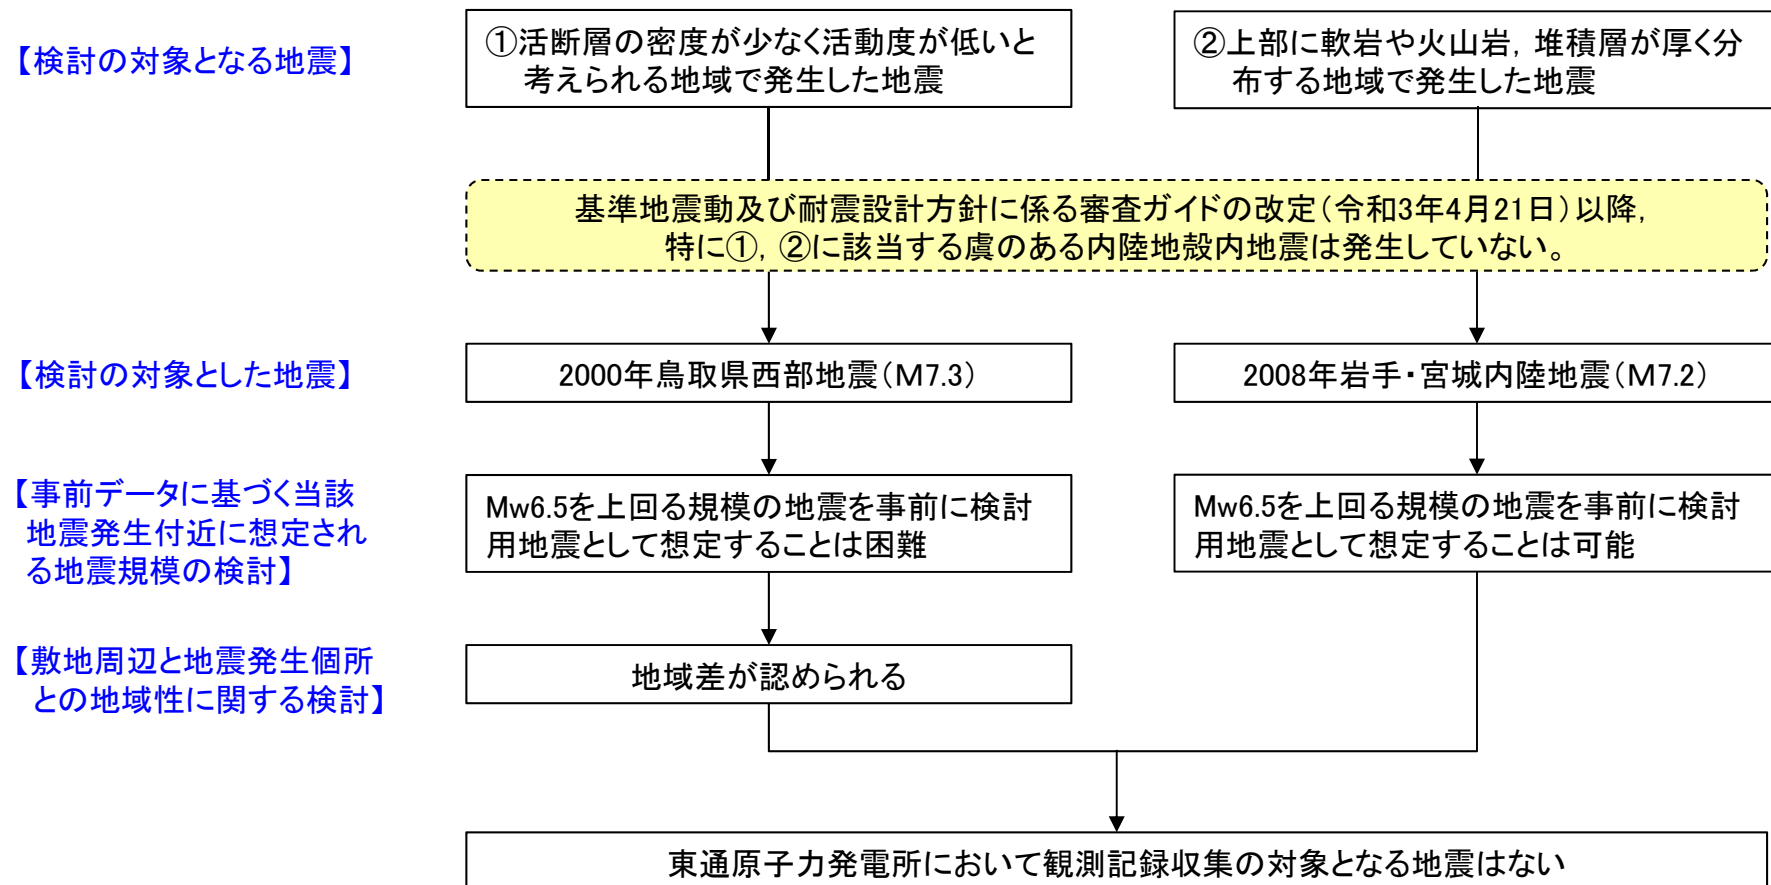 【検討の対象となる地震】
①活断層の密度が少なく活動度が低いと
考えられる地域で発生した地震
②上部に軟岩や火山岩，堆積層が厚く分
布する地域で発生した地震
基準地震動及び耐震設計方針に係る審査ガイドの改定（令和3年4月21日）以降，
特に①，②に該当する虞のある内陸地殻内地震は発生していない。
【検討の対象とした地震】
2000年鳥取県西部地震（M7.3）
2008年岩手・宮城内陸地震（M7.2）
【事前データに基づく当該
地震発生付近に想定され
る地震規模の検討】
Mw6.5を上回る規模の地震を事前に検討
用地震として想定することは困難
Mw6.5を上回る規模の地震を事前に検討
用地震として想定することは可能
【敷地周辺と地震発生個所
との地域性に関する検討】
地域差が認められる
東通原子力発電所において観測記録収集の対象となる地震はない